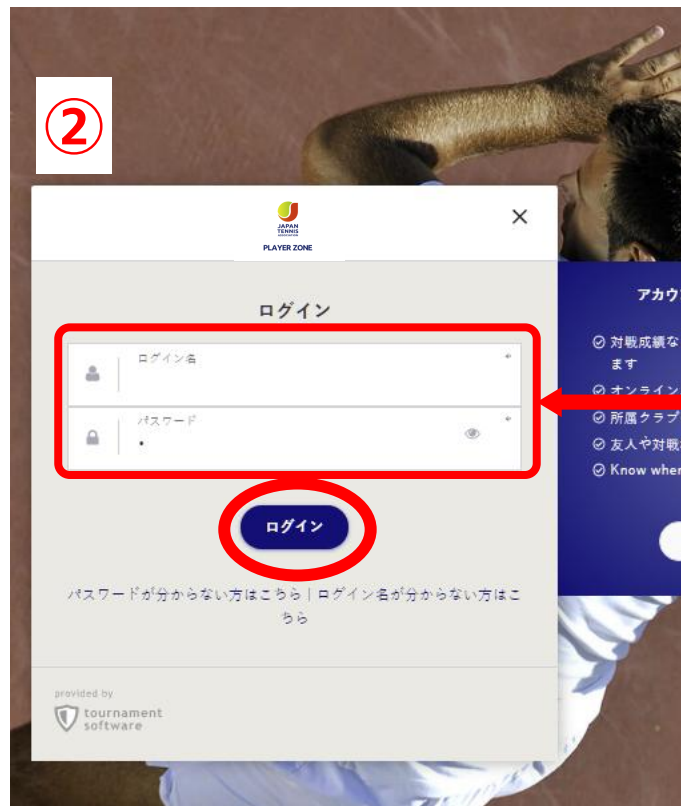 ②
JAPAN
TENNIS
ASSOCIATION
PLAYER ZONE
ログイン
ログイン名
パスワード
ログイン
パスワードが分からない方はこちら | ログイン名が分からない方はこ
ちら
provided by
tournament
software
アカウ
対戦成績な
ます
オンライン
所属クラブ
友人や対戦
Know wher